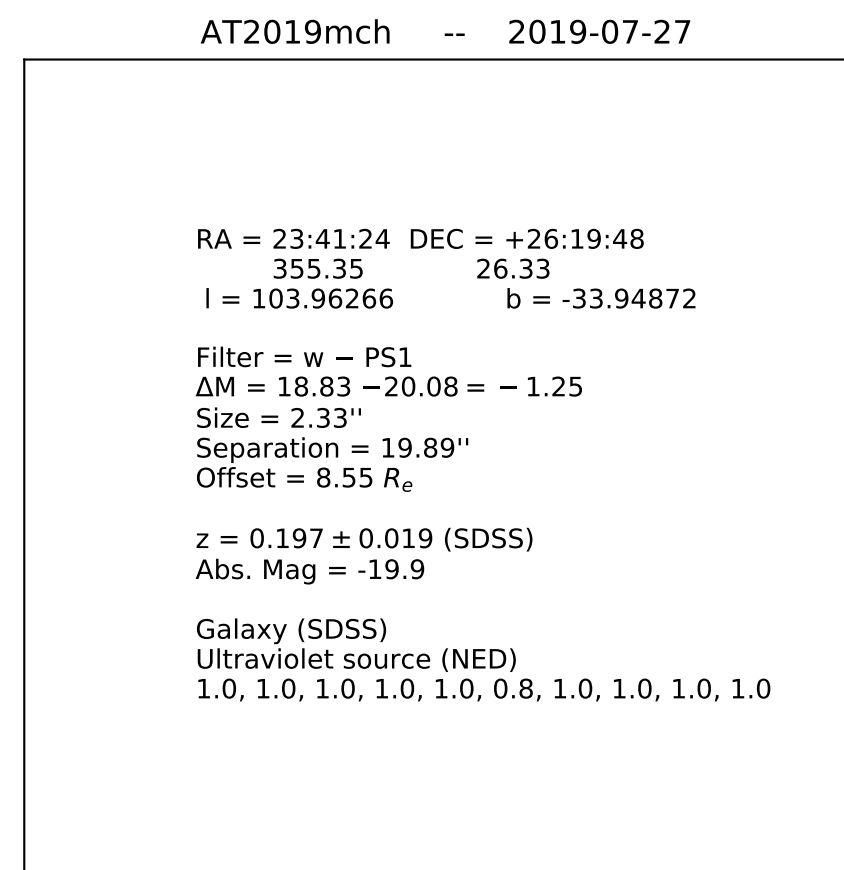 AT2019mch -- 2019-07-27
RA = 23:41:24 DEC = +26:19:48
355.35 26.33
l = 103.96266 b = -33.94872
Filter = w − PS1
ΔM = 18.83 −20.08 = − 1.25
Size = 2.33''
Separation = 19.89''
Offset = 8.55 Re
z = 0.197 ± 0.019 (SDSS)
Abs. Mag = -19.9
Galaxy (SDSS)
Ultraviolet source (NED)
1.0, 1.0, 1.0, 1.0, 1.0, 0.8, 1.0, 1.0, 1.0, 1.0